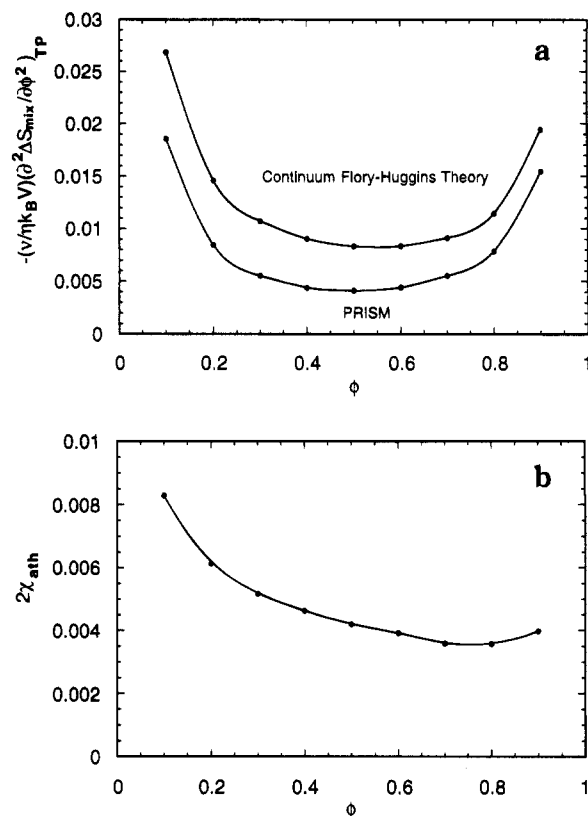 a
0.03
0.025
0.02
0.015
0.01
0.005
0
-(ν/ηk_B V)(∂²ΔS_mix/∂φ²)_TP
Continuum Flory-Huggins Theory
PRISM
0 0.2 0.4 0.6 0.8 1
φ
b
0.01
0.008
0.006
0.004
0.002
0
2χ_ath
0 0.2 0.4 0.6 0.8 1
φ